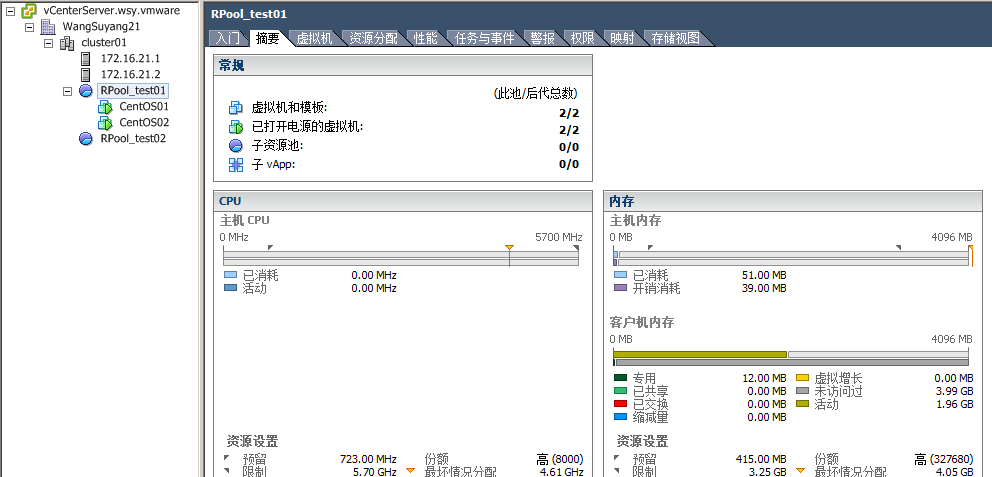 vCenterServer.wsy.vmware
WangSuyang21
cluster01
172.16.21.1
172.16.21.2
RPool_test01
CentOS01
CentOS02
RPool_test02
RPool_test01
入门 摘要 虚拟机 资源分配 性能 任务与事件 警报 权限 映射 存储视图
常规
(此池/后代总数)
虚拟机和模板: 2/2
已打开电源的虚拟机: 2/2
子资源池: 0/0
子 vApp: 0/0
CPU
主机 CPU
0 MHz 5700 MHz
已消耗 0.00 MHz
活动 0.00 MHz
资源设置
预留 723.00 MHz 份额 高 (8000)
限制 5.70 GHz 最坏情况分配 4.61 GHz
内存
主机内存
0 MB 4096 MB
已消耗 51.00 MB
开销消耗 39.00 MB
客户机内存
0 MB 4096 MB
专用 12.00 MB 虚拟增长 0.00 MB
已共享 0.00 MB 未访问过 3.99 GB
已交换 0.00 MB 活动 1.96 GB
缩减量 0.00 MB
资源设置
预留 415.00 MB 份额 高 (327680)
限制 3.25 GB 最坏情况分配 4.05 GB